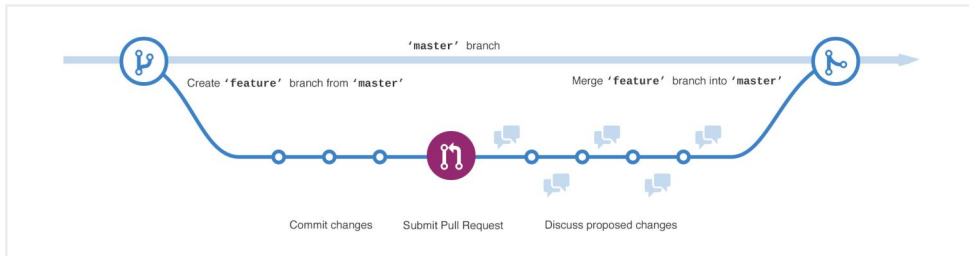 ‘master’ branch
Create ‘feature’ branch from ‘master’
Merge ‘feature’ branch into ‘master’
Commit changes
Submit Pull Request
Discuss proposed changes